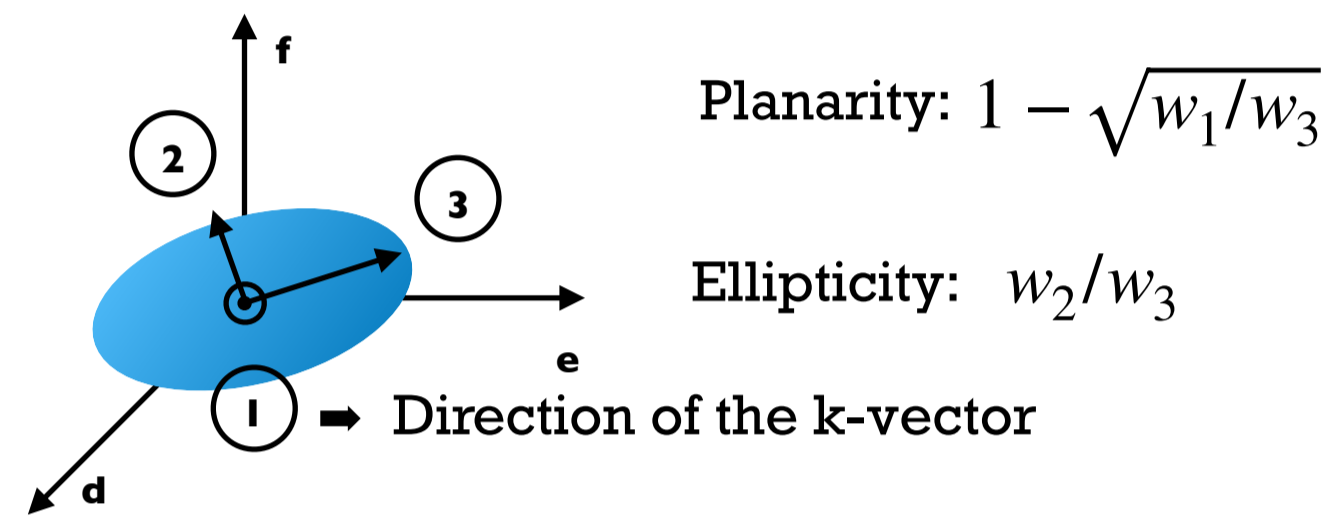 f
Planarity: 1 − √w₁/w₃
2
3
Ellipticity: w₂/w₃
e
1 ➡ Direction of the k-vector
d